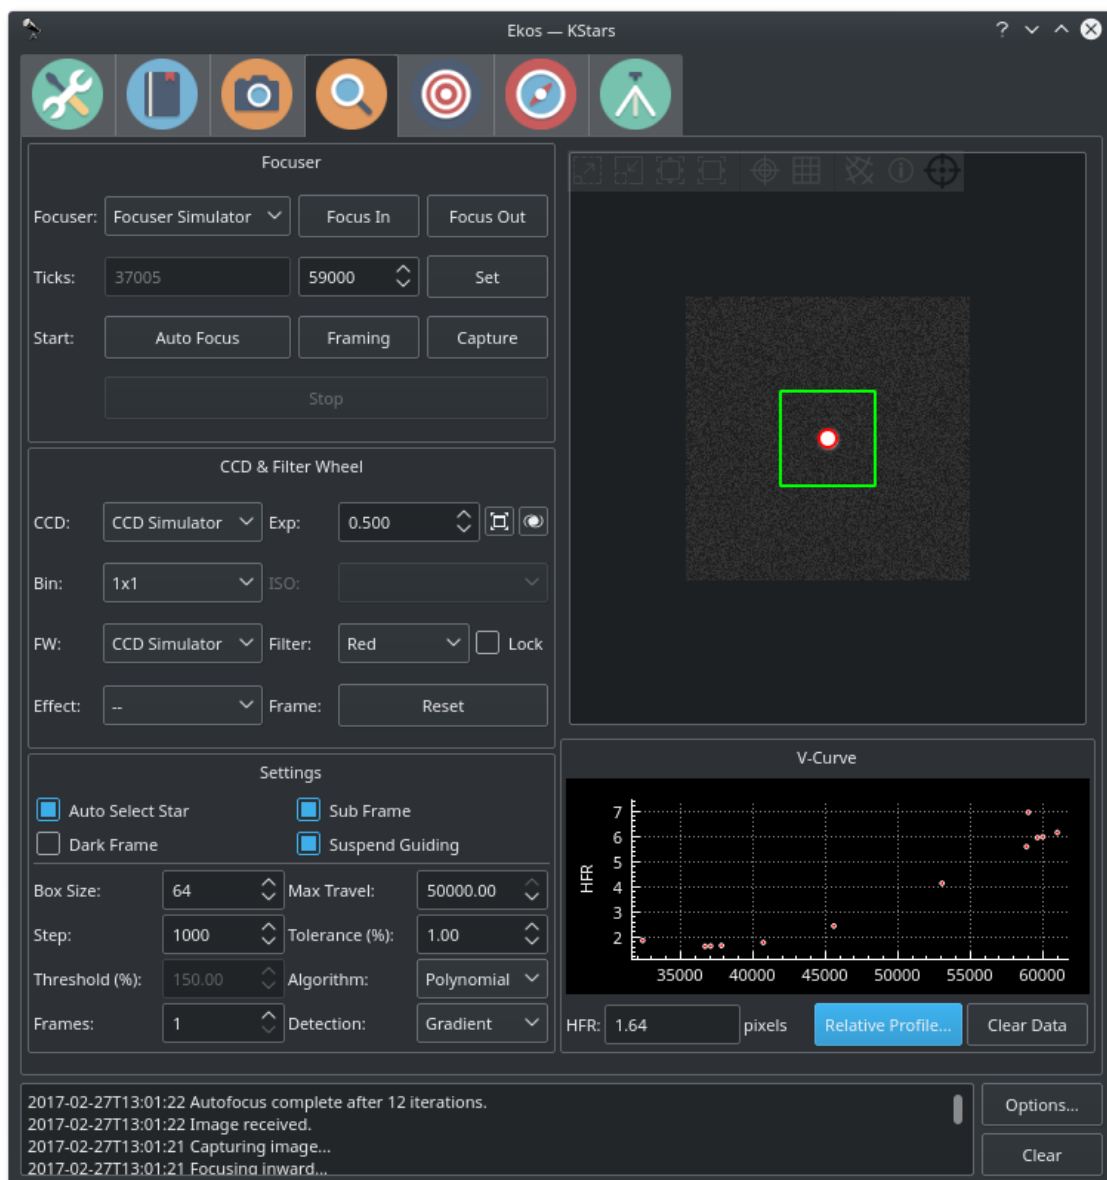 Ekos — KStars
Focuser
Focuser: Focuser Simulator Focus In Focus Out
Ticks: 37005 59000 Set
Start: Auto Focus Framing Capture
Stop
CCD & Filter Wheel
CCD: CCD Simulator Exp: 0.500
Bin: 1x1 ISO:
FW: CCD Simulator Filter: Red Lock
Effect: -- Frame: Reset
Settings
Auto Select Star Sub Frame
Dark Frame Suspend Guiding
Box Size: 64 Max Travel: 50000.00
Step: 1000 Tolerance (%): 1.00
Threshold (%): 150.00 Algorithm: Polynomial
Frames: 1 Detection: Gradient
V-Curve
7
6
5
4
3
2
HFR
35000 40000 45000 50000 55000 60000
HFR: 1.64 pixels Relative Profile... Clear Data
2017-02-27T13:01:22 Autofocus complete after 12 iterations.
2017-02-27T13:01:22 Image received.
2017-02-27T13:01:21 Capturing image...
2017-02-27T13:01:21 Focusing inward...
Options...
Clear